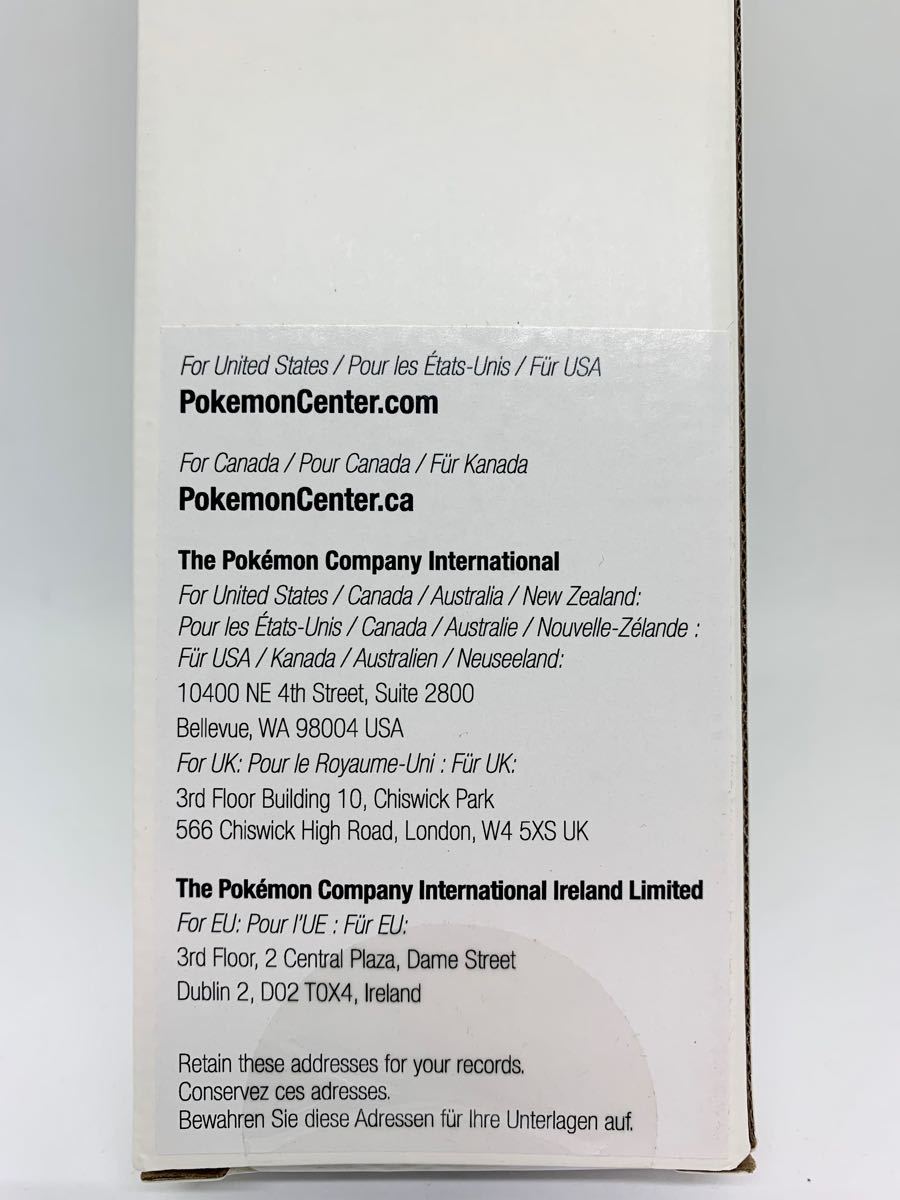 For United States / Pour les États-Unis / Für USA
PokemonCenter.com
For Canada / Pour Canada / Für Kanada
PokemonCenter.ca
The Pokémon Company International
For United States / Canada / Australia / New Zealand:
Pour les États-Unis / Canada / Australie / Nouvelle-Zélande :
Für USA / Kanada / Australien / Neuseeland:
10400 NE 4th Street, Suite 2800
Bellevue, WA 98004 USA
For UK: Pour le Royaume-Uni : Für UK:
3rd Floor Building 10, Chiswick Park
566 Chiswick High Road, London, W4 5XS UK
The Pokémon Company International Ireland Limited
For EU: Pour l'UE : Für EU:
3rd Floor, 2 Central Plaza, Dame Street
Dublin 2, D02 T0X4, Ireland
Retain these addresses for your records.
Conservez ces adresses.
Bewahren Sie diese Adressen für Ihre Unterlagen auf.